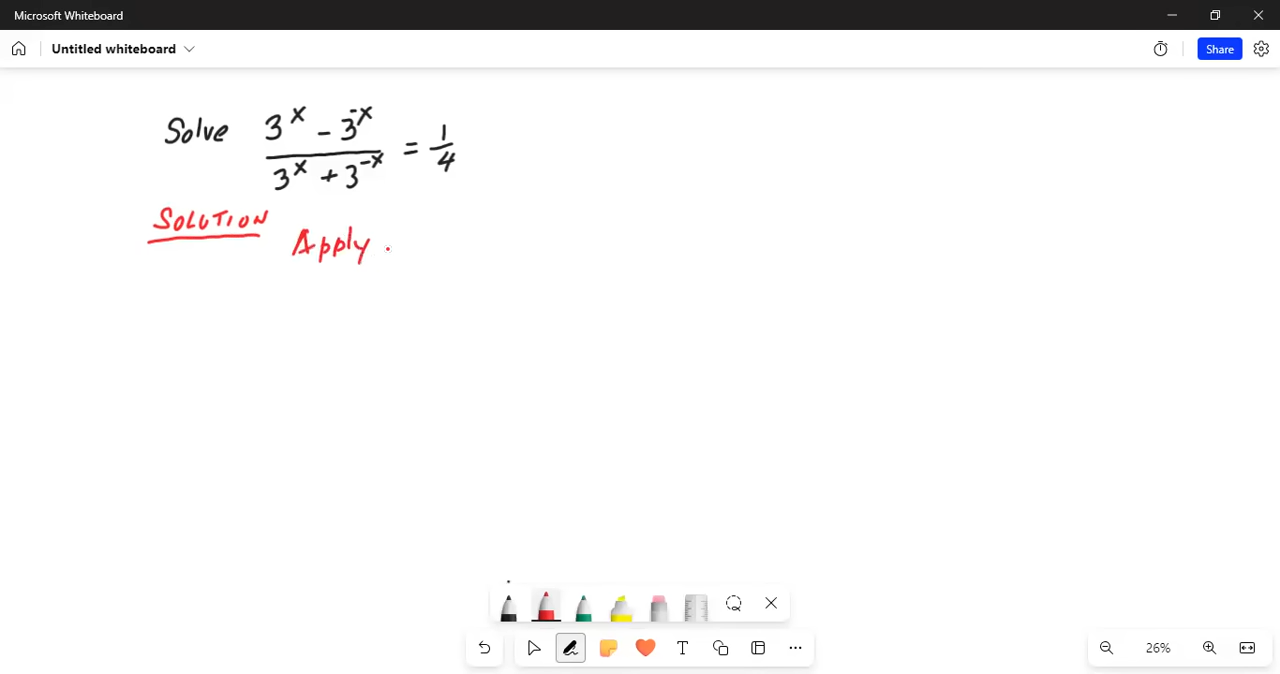 Microsoft Whiteboard
Untitled whiteboard
Share
Solve (3^x - 3^-x)/(3^x + 3^-x) = 1/4
SOLUTION
Apply
T
26%